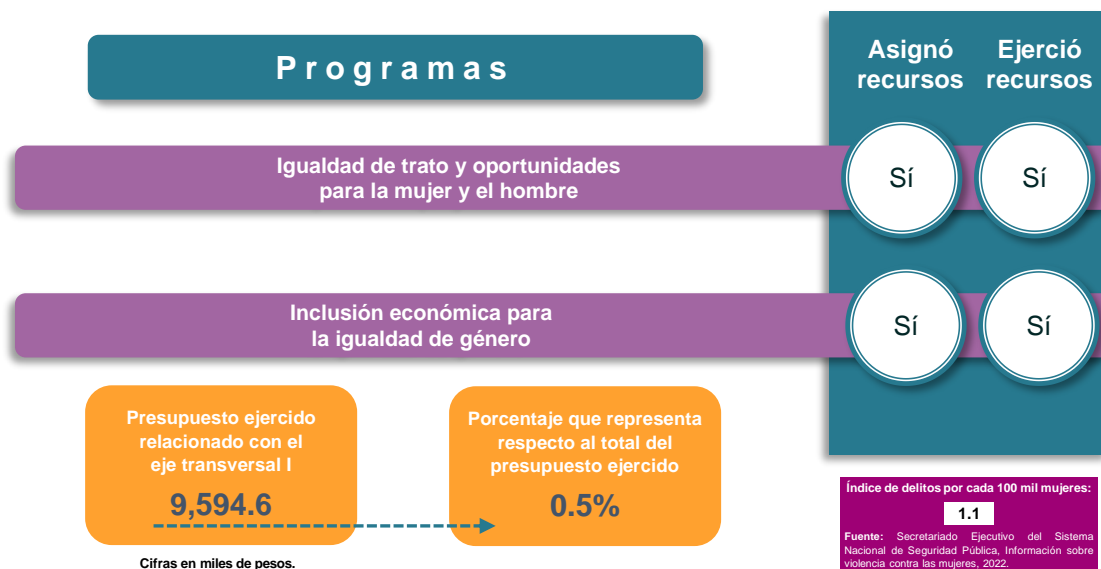 Programas
Asignó
recursos
Ejerció
recursos
Igualdad de trato y oportunidades
para la mujer y el hombre
Sí
Sí
Inclusión económica para
la igualdad de género
Sí
Sí
Presupuesto ejercido
relacionado con el
eje transversal I
9,594.6
Porcentaje que representa
respecto al total del
presupuesto ejercido
0.5%
Cifras en miles de pesos.
Índice de delitos por cada 100 mil mujeres:
1.1
Fuente: Secretariado Ejecutivo del Sistema
Nacional de Seguridad Pública, Información sobre
violencia contra las mujeres, 2022.